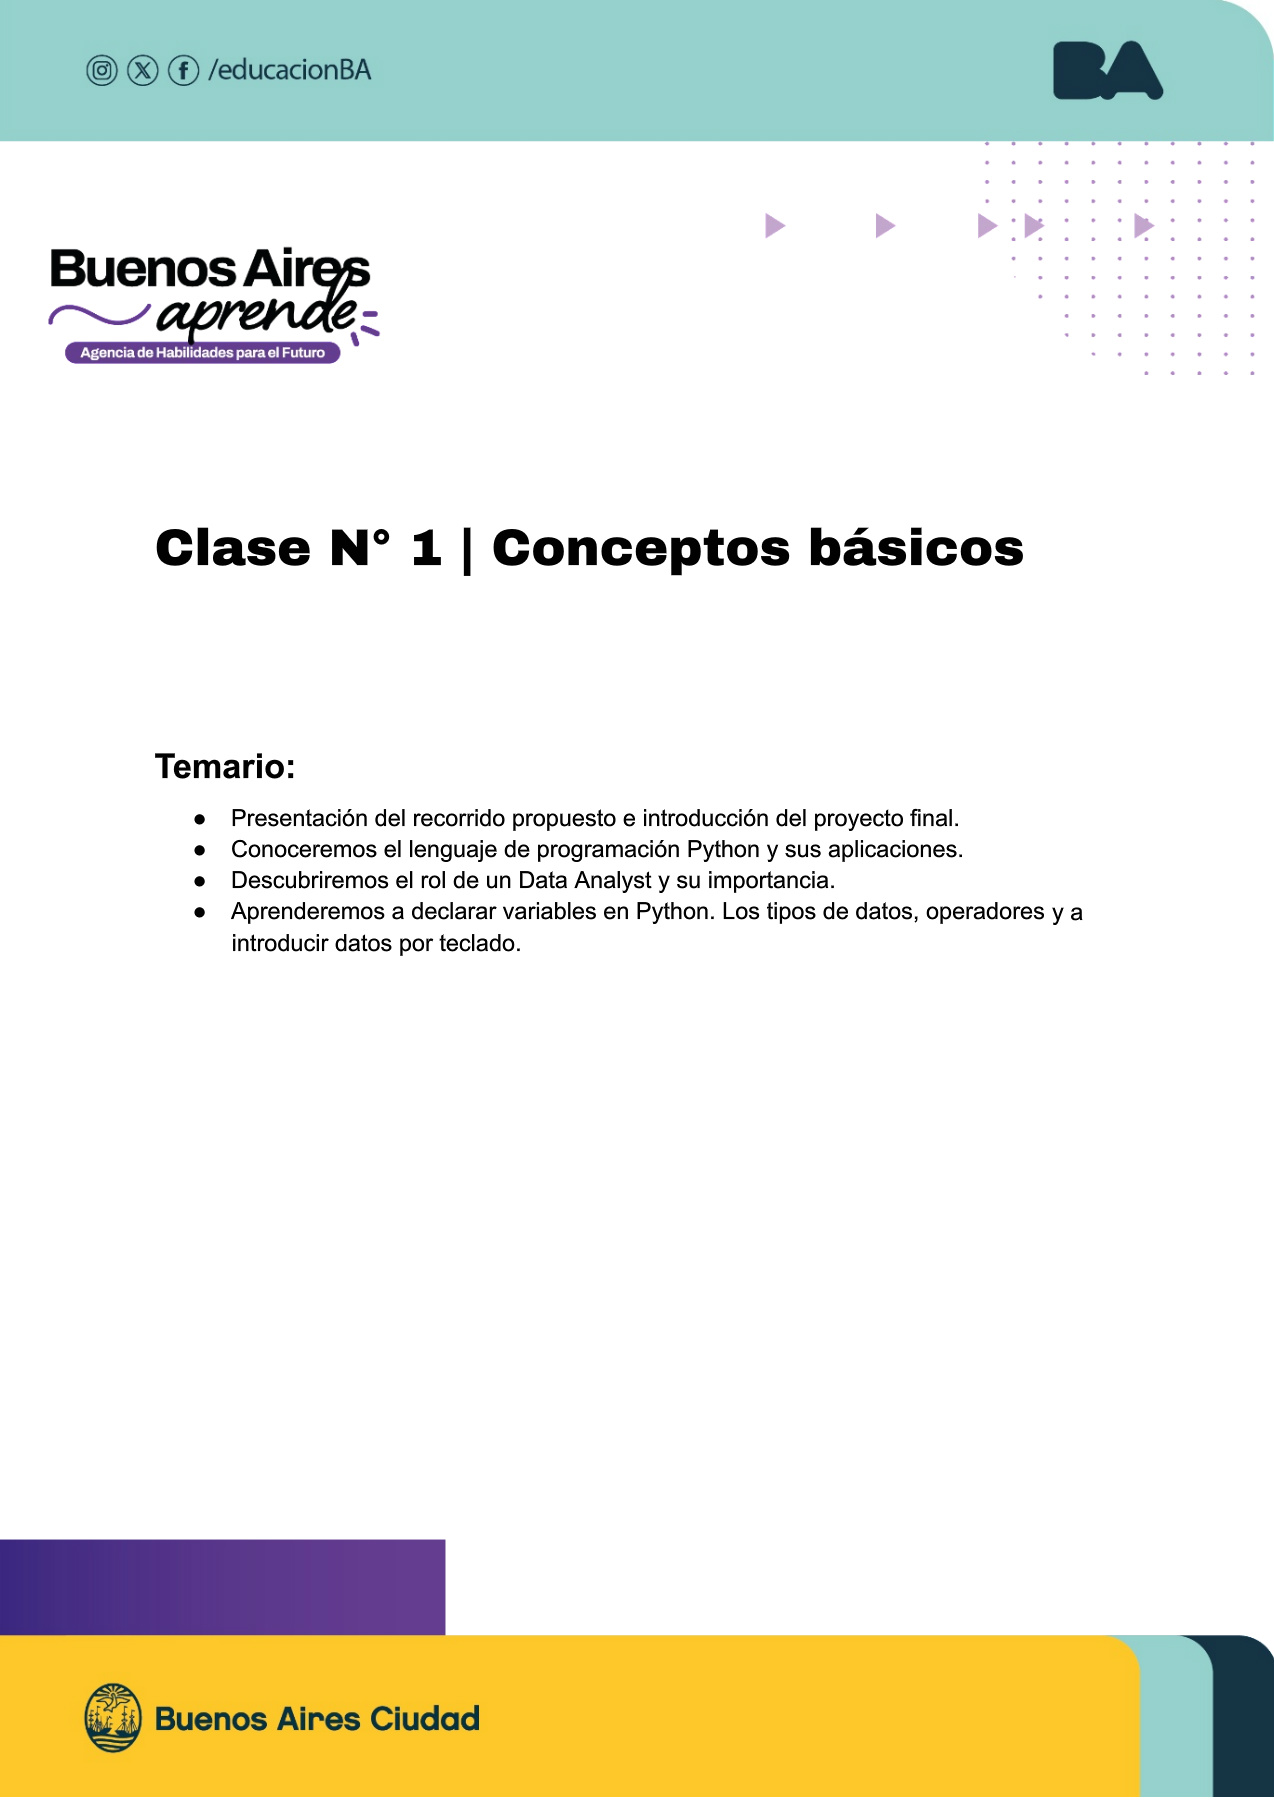 /educacionBA
BA
Buenos Aires
aprende
Agencia de Habilidades para el Futuro
Clase N° 1 | Conceptos básicos
Temario:
● Presentación del recorrido propuesto e introducción del proyecto final.
● Conoceremos el lenguaje de programación Python y sus aplicaciones.
● Descubriremos el rol de un Data Analyst y su importancia.
● Aprenderemos a declarar variables en Python. Los tipos de datos, operadores y a
introducir datos por teclado.
Buenos Aires Ciudad